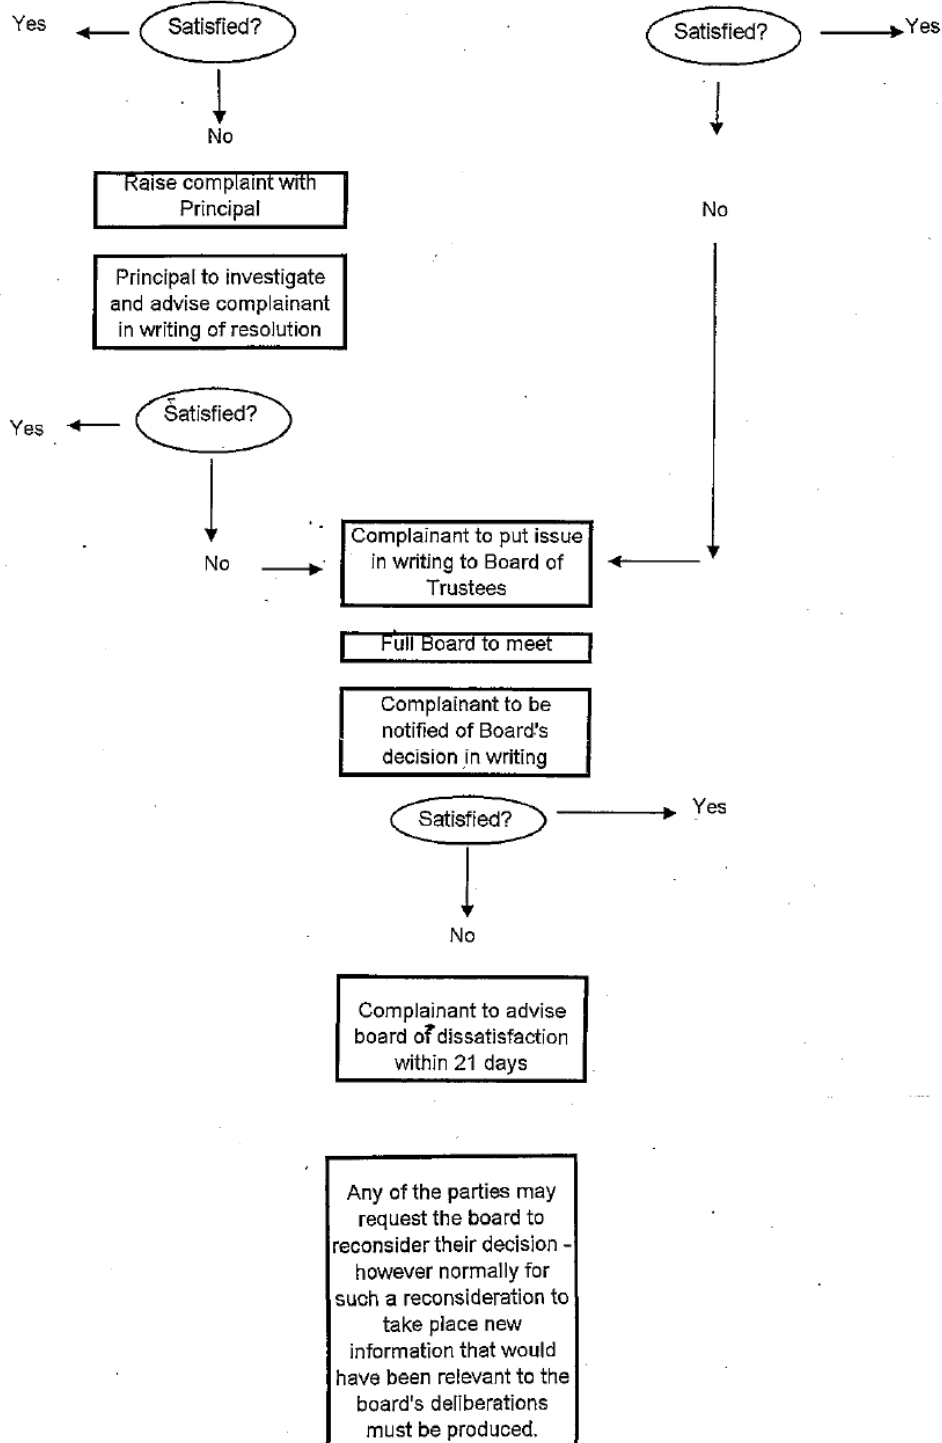 Yes
Satisfied?
Satisfied?
Yes
No
Raise complaint with
Principal
No
Principal to investigate
and advise complainant
in writing of resolution
Satisfied?
Yes
No
Complainant to put issue
in writing to Board of
Trustees
Full Board to meet
Complainant to be
notified of Board's
decision in writing
Satisfied?
Yes
No
Complainant to advise
board of dissatisfaction
within 21 days
Any of the parties may
request the board to
reconsider their decision -
however normally for
such a reconsideration to
take place new
information that would
have been relevant to the
board's deliberations
must be produced.